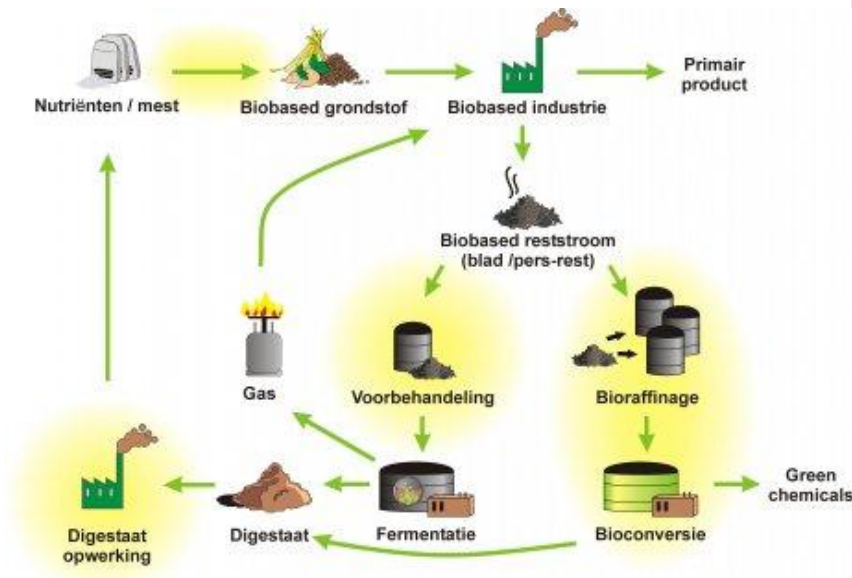 Nutriënten / mest
Biobased grondstof
Biobased industrie
Primair
product
Biobased reststroom
(blad /pers-rest)
Gas
Voorbehandeling
Bioraffinage
Digestaat
opwerking
Digestaat
Fermentatie
Bioconversie
Green
chemicals